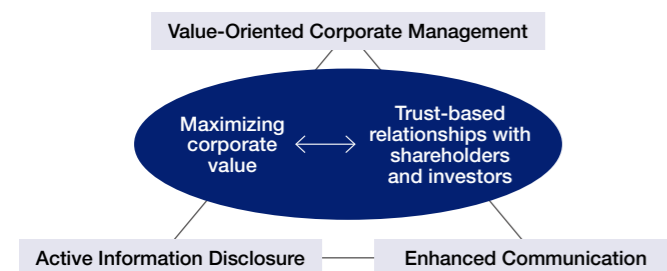 Value-Oriented Corporate Management
Maximizing
corporate
value
Trust-based
relationships with
shareholders
and investors
Active Information Disclosure
Enhanced Communication